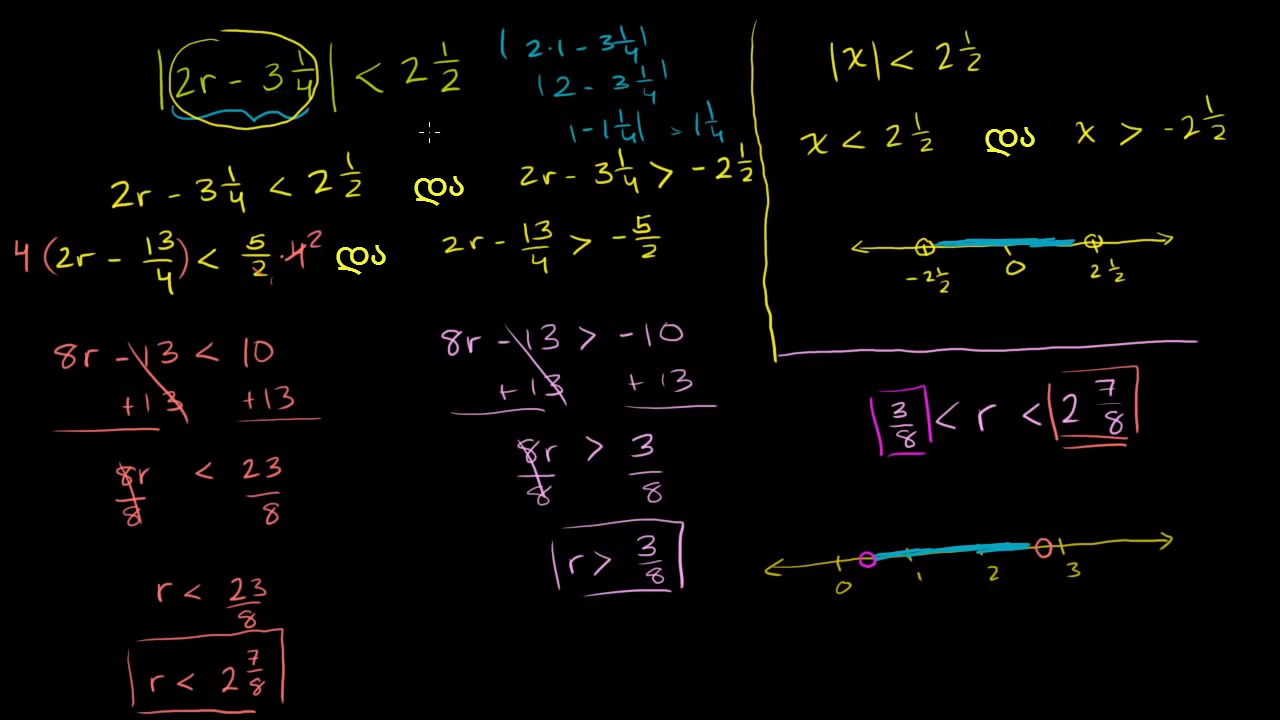 |2r - 3 1/4| < 2 1/2
|2·1 - 3 1/4|
|2 - 3 1/4|
|-1 1/4| = 1 1/4
2r - 3 1/4 < 2 1/2 და 2r - 3 1/4 > -2 1/2
4(2r - 13/4) < 5/2 · 4 2 და 2r - 13/4 > -5/2
1
8r - 13 < 10
+13 +13
8r/8 < 23/8
r < 23/8
r < 2 7/8
8r - 13 > -10
+13 +13
8r/8 > 3/8
r > 3/8
|x| < 2 1/2
x < 2 1/2 და x > -2 1/2
-2 1/2 0 2 1/2
3/8 < r < 2 7/8
0 1 2 3